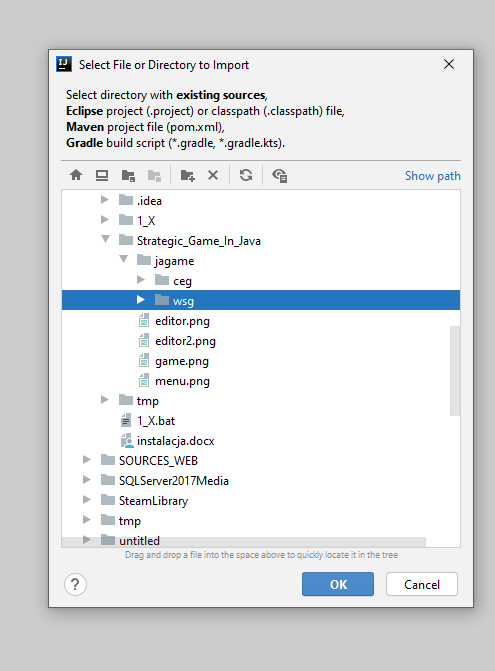 IJ
Select File or Directory to Import
Select directory with existing sources,
Eclipse project (.project) or classpath (.classpath) file,
Maven project file (pom.xml),
Gradle build script (*.gradle, *.gradle.kts).
Show path
.idea
1_X
Strategic_Game_In_Java
jagame
ceg
wsg
editor.png
editor2.png
game.png
menu.png
tmp
1_X.bat
instalacja.docx
SOURCES_WEB
SQLServer2017Media
SteamLibrary
tmp
untitled
Drag and drop a file into the space above to quickly locate it in the tree
?
OK
Cancel